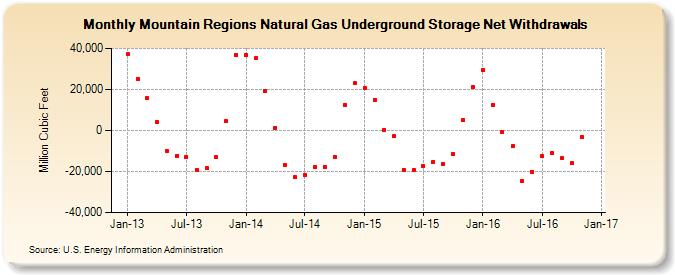 Monthly Mountain Regions Natural Gas Underground Storage Net Withdrawals
Million Cubic Feet
40,000
20,000
0
-20,000
-40,000
Jan-13 Jul-13 Jan-14 Jul-14 Jan-15 Jul-15 Jan-16 Jul-16 Jan-17
Source: U.S. Energy Information Administration